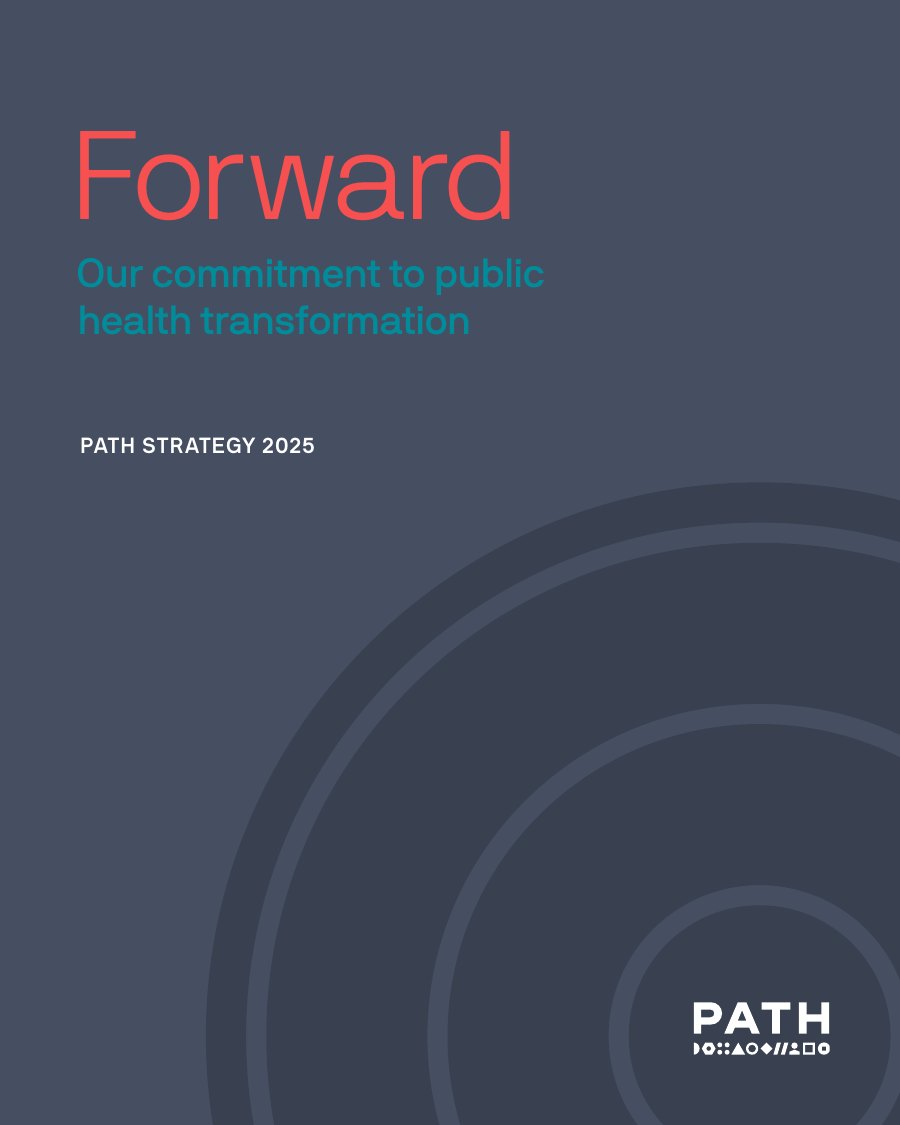 Forward
Our commitment to public
health transformation
PATH STRATEGY 2025
PATH